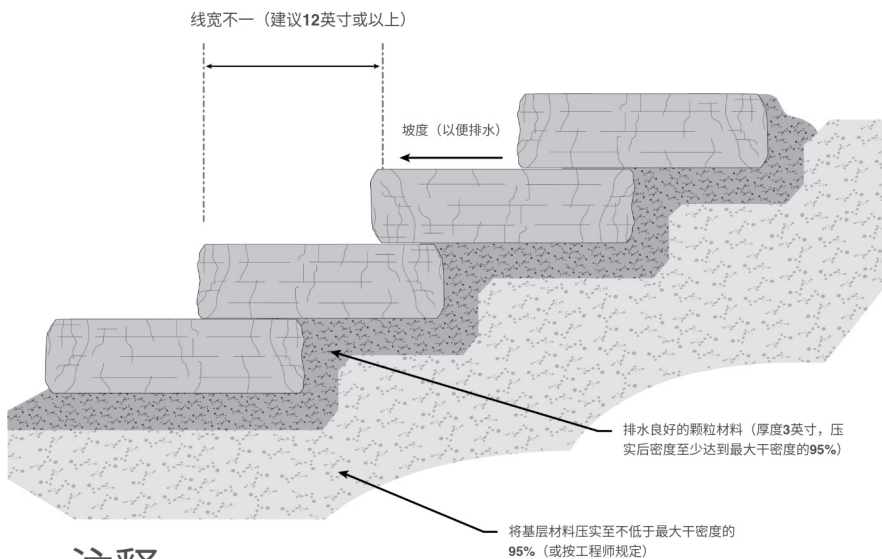 线宽不一（建议12英寸或以上）
坡度（以便排水）
排水良好的颗粒材料（厚度3英寸，压
实后密度至少达到最大干密度的95%）
将基层材料压实至不低于最大干密度的
95%（或按工程师规定）
注释